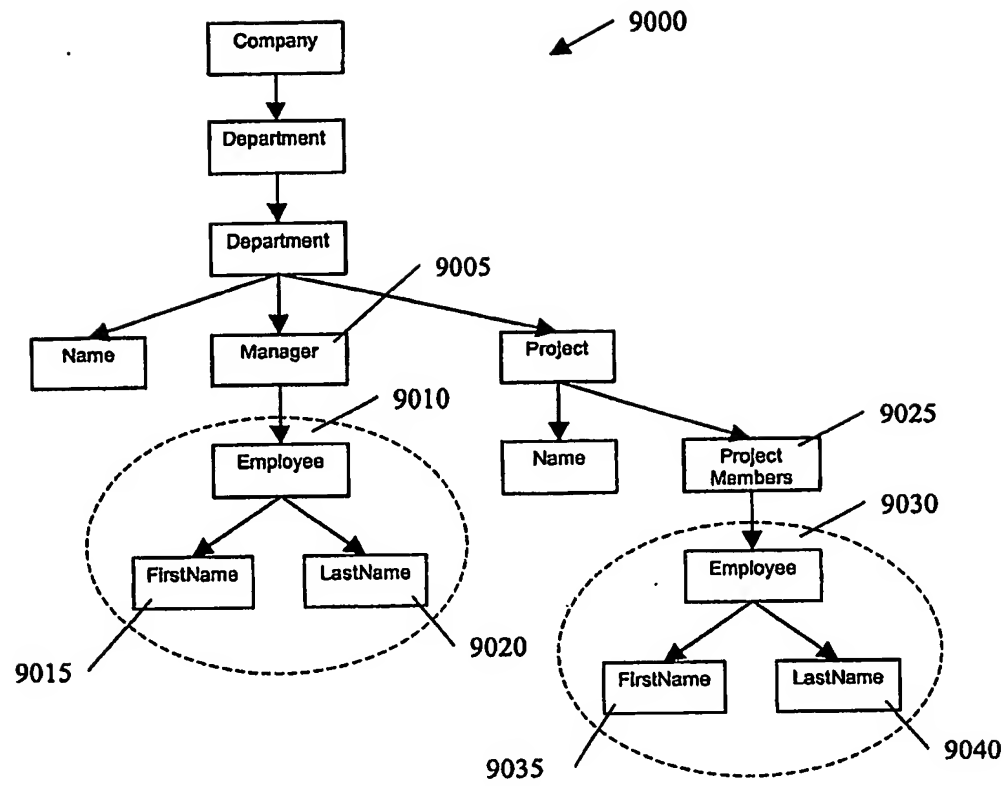 9000
Company
Department
Department
9005
Name
Manager
Project
9010
9025
Employee
Name
Project
Members
9030
FirstName
LastName
Employee
9015
9020
FirstName
LastName
9035
9040